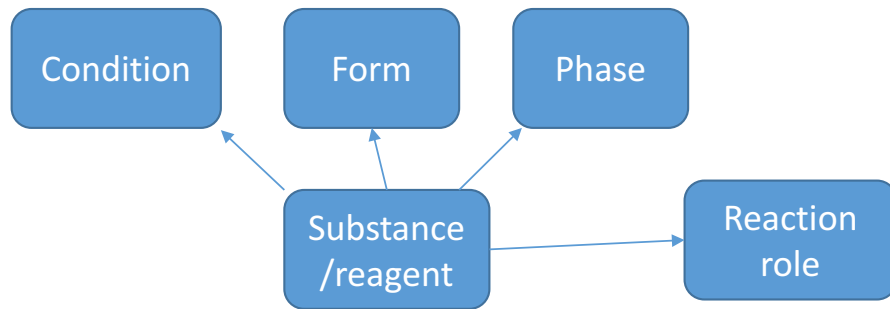 Condition
Form
Phase
Substance
/reagent
Reaction
role